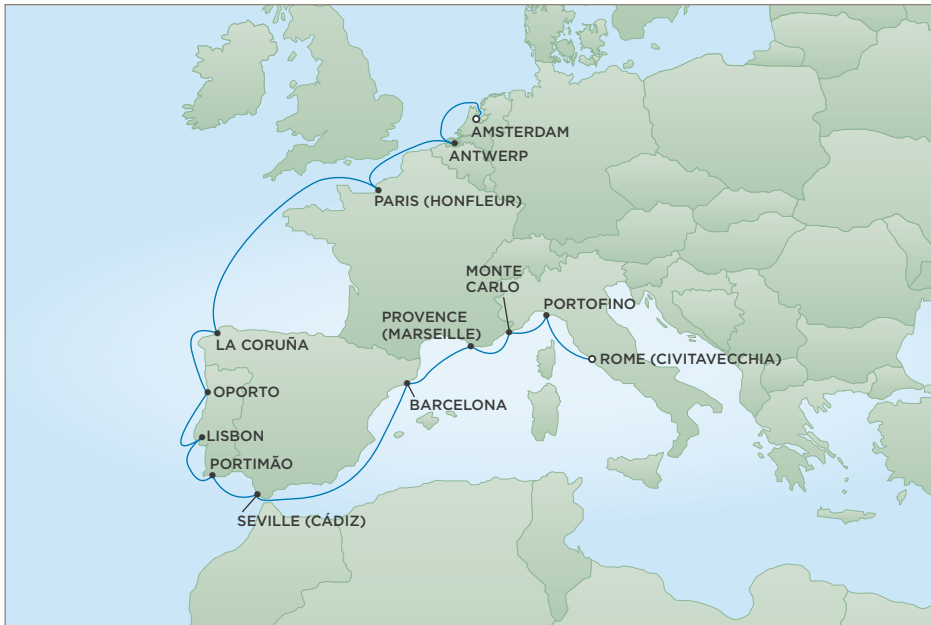 AMSTERDAM
ANTWERP
PARIS (HONFLEUR)
MONTE
CARLO
PORTOFINO
PROVENCE
(MARSEILLE)
LA CORUÑA
ROME (CIVITAVECCHIA)
OPORTO
BARCELONA
LISBON
PORTIMÃO
SEVILLE (CÁDIZ)